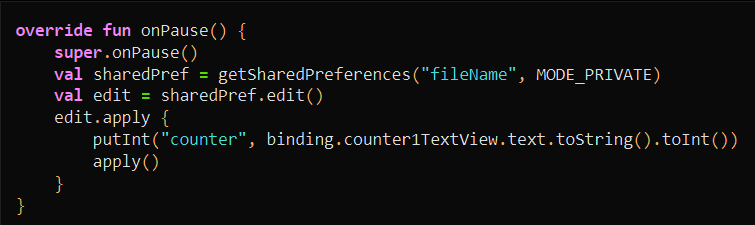 override fun onPause() {
    super.onPause()
    val sharedPref = getSharedPreferences("fileName", MODE_PRIVATE)
    val edit = sharedPref.edit()
    edit.apply {
        putInt("counter", binding.counter1TextView.text.toString().toInt())
        apply()
    }
}